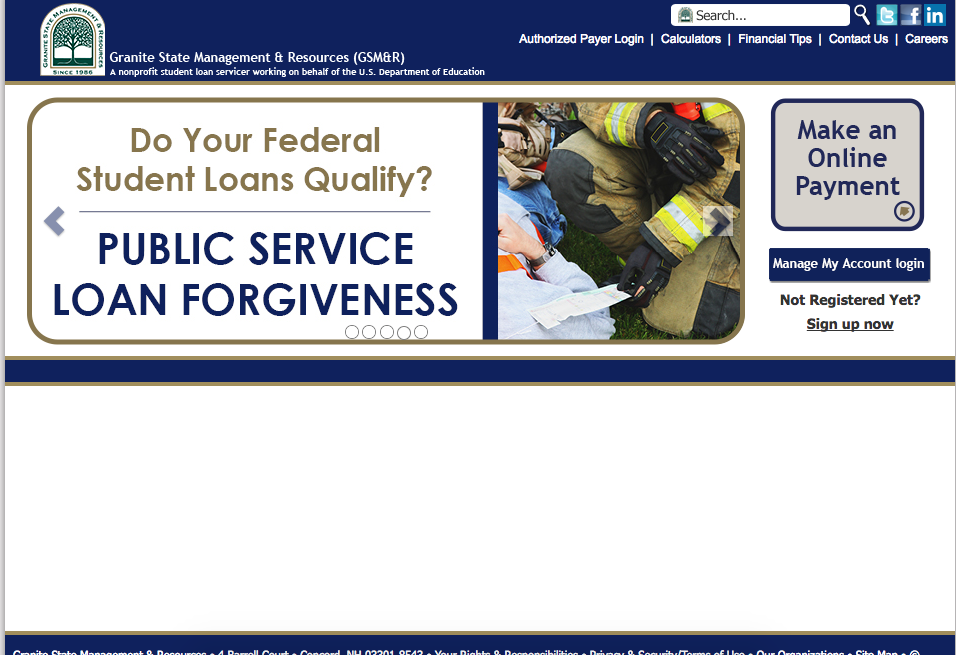 GRANITE STATE MANAGEMENT & RESOURCES
SINCE 1986
Granite State Management & Resources (GSM&R)
A nonprofit student loan servicer working on behalf of the U.S. Department of Education
Search...
Authorized Payer Login | Calculators | Financial Tips | Contact Us | Careers
Do Your Federal
Student Loans Qualify?
PUBLIC SERVICE
LOAN FORGIVENESS
Make an
Online
Payment
Manage My Account login
Not Registered Yet?
Sign up now
Granite State Management & Resources • 4 Barrell Court • Concord, NH 03301-8543 • Your Rights & Responsibilities • Privacy & Security/Terms of Use • Our Organizations • Site Map • ©